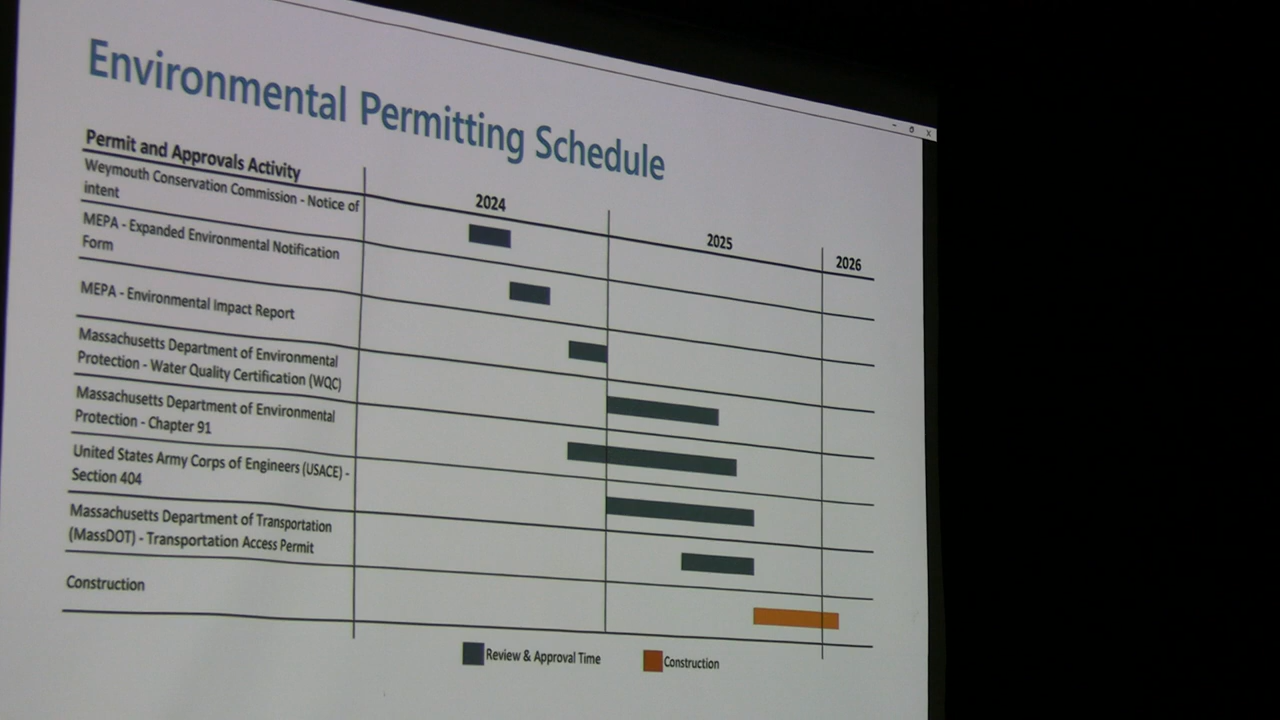 Environmental Permitting Schedule
Permit and Approvals Activity
2024
2025
2026
Weymouth Conservation Commission - Notice of
intent
MEPA - Expanded Environmental Notification
Form
MEPA - Environmental Impact Report
Massachusetts Department of Environmental
Protection - Water Quality Certification (WQC)
Massachusetts Department of Environmental
Protection - Chapter 91
United States Army Corps of Engineers (USACE) -
Section 404
Massachusetts Department of Transportation
(MassDOT) - Transportation Access Permit
Construction
Review & Approval Time
Construction